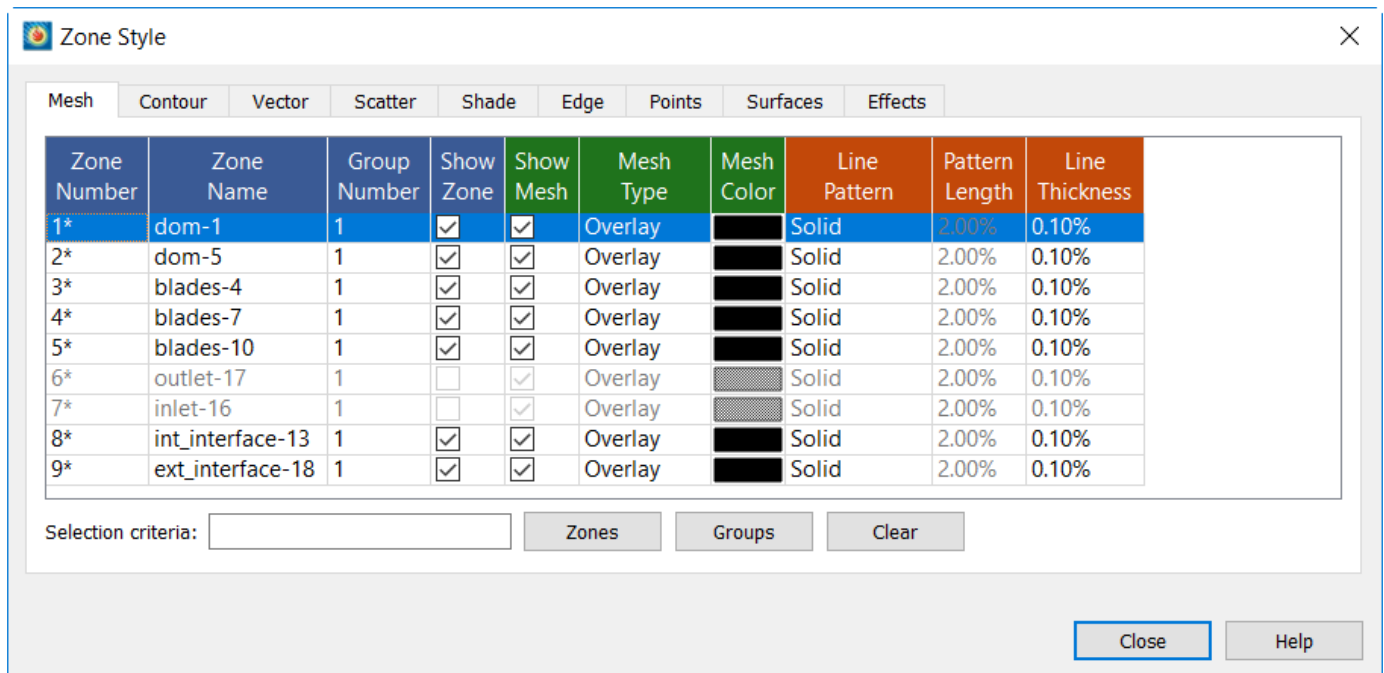 Zone Style
Mesh Contour Vector Scatter Shade Edge Points Surfaces Effects
Zone Number Zone Name Group Number Show Zone Show Mesh Mesh Type Mesh Color Line Pattern Pattern Length Line Thickness
1* dom-1 1 Overlay Solid 2.00% 0.10%
2* dom-5 1 Overlay Solid 2.00% 0.10%
3* blades-4 1 Overlay Solid 2.00% 0.10%
4* blades-7 1 Overlay Solid 2.00% 0.10%
5* blades-10 1 Overlay Solid 2.00% 0.10%
6* outlet-17 1 Overlay Solid 2.00% 0.10%
7* inlet-16 1 Overlay Solid 2.00% 0.10%
8* int_interface-13 1 Overlay Solid 2.00% 0.10%
9* ext_interface-18 1 Overlay Solid 2.00% 0.10%
Selection criteria: Zones Groups Clear
Close Help